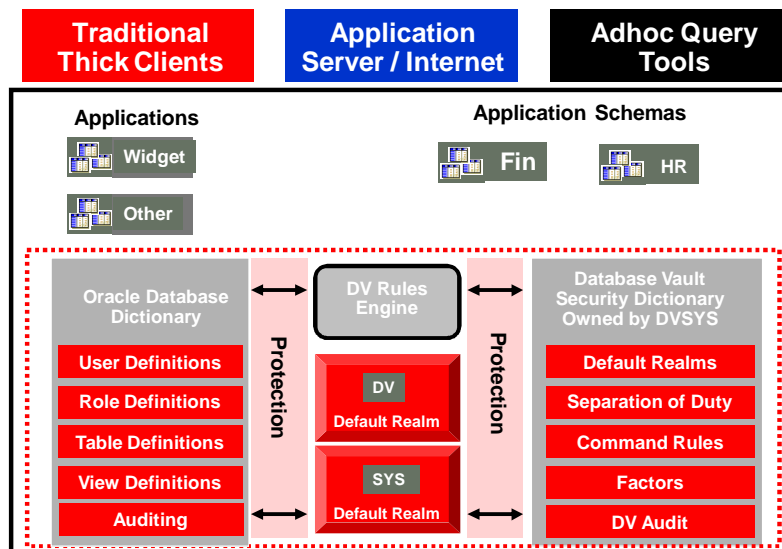 Traditional
Thick Clients
Application
Server / Internet
Adhoc Query
Tools
Applications
Widget
Other
Application Schemas
Fin
HR
Oracle Database
Dictionary
User Definitions
Role Definitions
Table Definitions
View Definitions
Auditing
Protection
DV Rules
Engine
DV
Default Realm
SYS
Default Realm
Protection
Database Vault
Security Dictionary
Owned by DVSYS
Default Realms
Separation of Duty
Command Rules
Factors
DV Audit